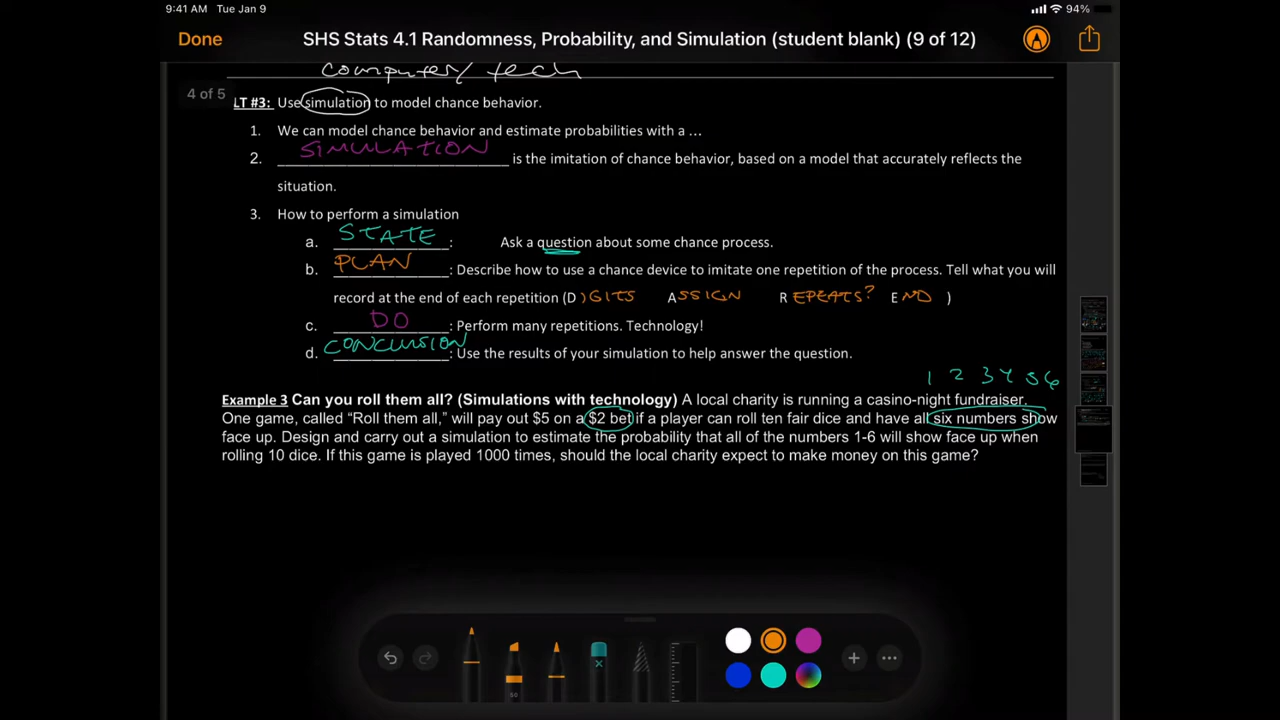 9:41 AM Tue Jan 9 94%
Done SHS Stats 4.1 Randomness, Probability, and Simulation (student blank) (9 of 12)
computer/ tech
4 of 5
LT #3: Use simulation to model chance behavior.
1. We can model chance behavior and estimate probabilities with a …
2. SIMULATION is the imitation of chance behavior, based on a model that accurately reflects the
situation.
3. How to perform a simulation
a. STATE: Ask a question about some chance process.
b. PLAN: Describe how to use a chance device to imitate one repetition of the process. Tell what you will
record at the end of each repetition (DIGITS ASSIGN REPEATS? END )
c. DO: Perform many repetitions. Technology!
d. CONCLUSION: Use the results of your simulation to help answer the question.
1 2 3 4 5 6
Example 3 Can you roll them all? (Simulations with technology) A local charity is running a casino-night fundraiser.
One game, called “Roll them all,” will pay out $5 on a $2 bet if a player can roll ten fair dice and have all six numbers show
face up. Design and carry out a simulation to estimate the probability that all of the numbers 1-6 will show face up when
rolling 10 dice. If this game is played 1000 times, should the local charity expect to make money on this game?
50